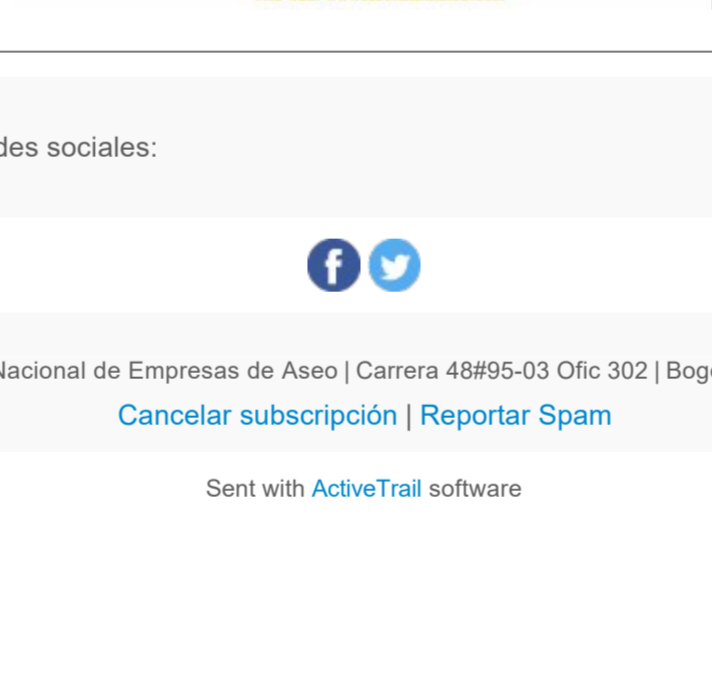 des sociales:
Nacional de Empresas de Aseo | Carrera 48#95-03 Ofic 302 | Bog
Cancelar subscripción | Reportar Spam
Sent with ActiveTrail software